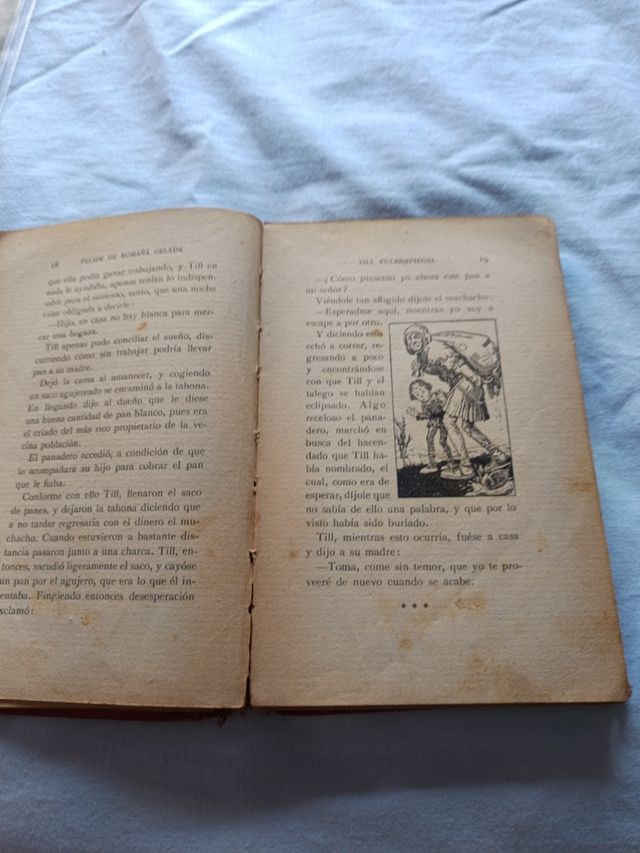 18 FELIPE DE ROMAÑÁ GELADA
que ella podía ganar trabajando, y Till en
nada lo ayudaba, apenas tenían lo indispen-
sable para el sustento, tanto, que una noche
vióse obligada a decirle:
—Hijo, en casa no hay blanca para mer-
car una hogaza.
Till apenas pudo conciliar el sueño, dis-
curriendo cómo sin trabajar podría llevar
pan a su madre.
Dejó la cama al amanecer, y cogiendo
un saco agujereado se encaminó a la tahona.
En llegando dijo al dueño que le diese
una buena cantidad de pan blanco, pues era
el criado del más rico propietario de la ve-
cina población.
El panadero accedió, a condición de que
lo acompañara su hijo para cobrar el pan
que le fiaba.
Conforme con ello Till, llenaron el saco
de panes, y dejaron la tahona diciendo que
a no tardar regresaría con el dinero el mu-
chacho. Cuando estuvieron a bastante dis-
tancia pasaron junto a una charca. Till, en-
tonces, sacudió ligeramente el saco, y cayóse
un pan por el agujero, que era lo que él in-
entaba. Fingiendo entonces desesperación
xclamó:
TILL EULENSPIEGEL 19
—¿Cómo presento yo ahora este pan a
mi señor?
Viéndole tan afligido díjole el muchacho:
—Esperadme aquí, mientras yo voy a
escape a por otro.
Y diciendo esto
echó a correr, re-
gresando a poco
y encontrándose
con que Till y el
talego se habían
eclipsado. Algo
receloso el pana-
dero, marchó en
busca del hacen-
dado que Till ha-
bía nombrado, el
cual, como era de
esperar, díjole que
no sabía de ello una palabra, y que por lo
visto había sido burlado.
Till, mientras esto ocurría, fuése a casa
y dijo a su madre:
—Toma, come sin temor, que yo te pro-
veeré de nuevo cuando se acabe.
* * *